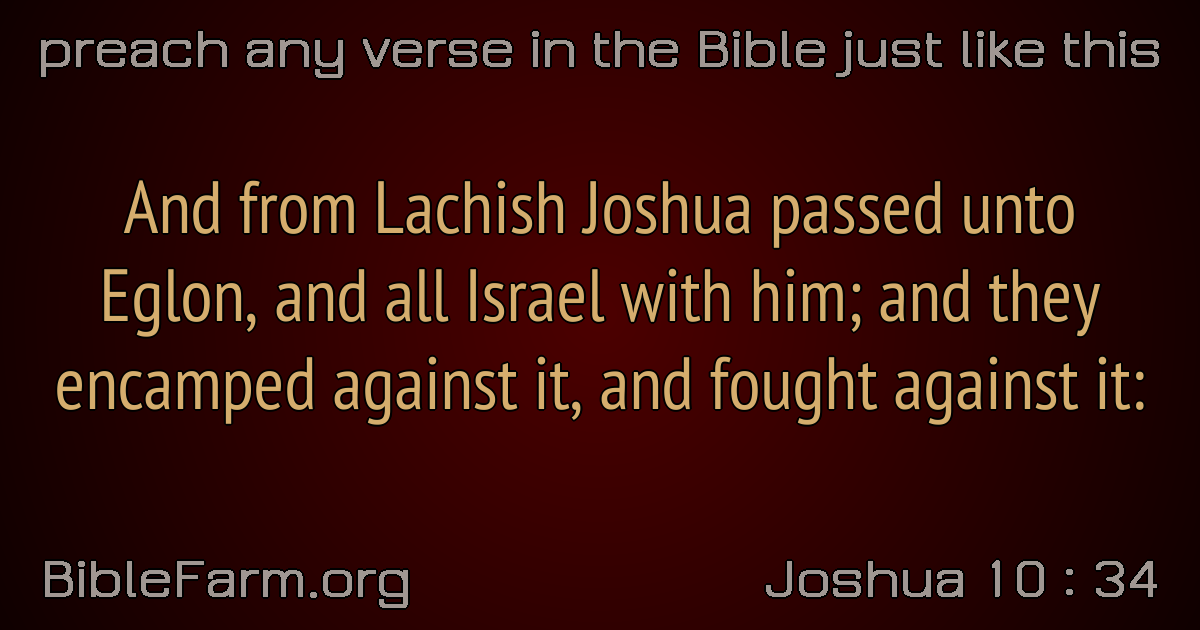 preach any verse in the Bible just like this
And from Lachish Joshua passed unto
Eglon, and all Israel with him; and they
encamped against it, and fought against it:
BibleFarm.org
Joshua 10 : 34